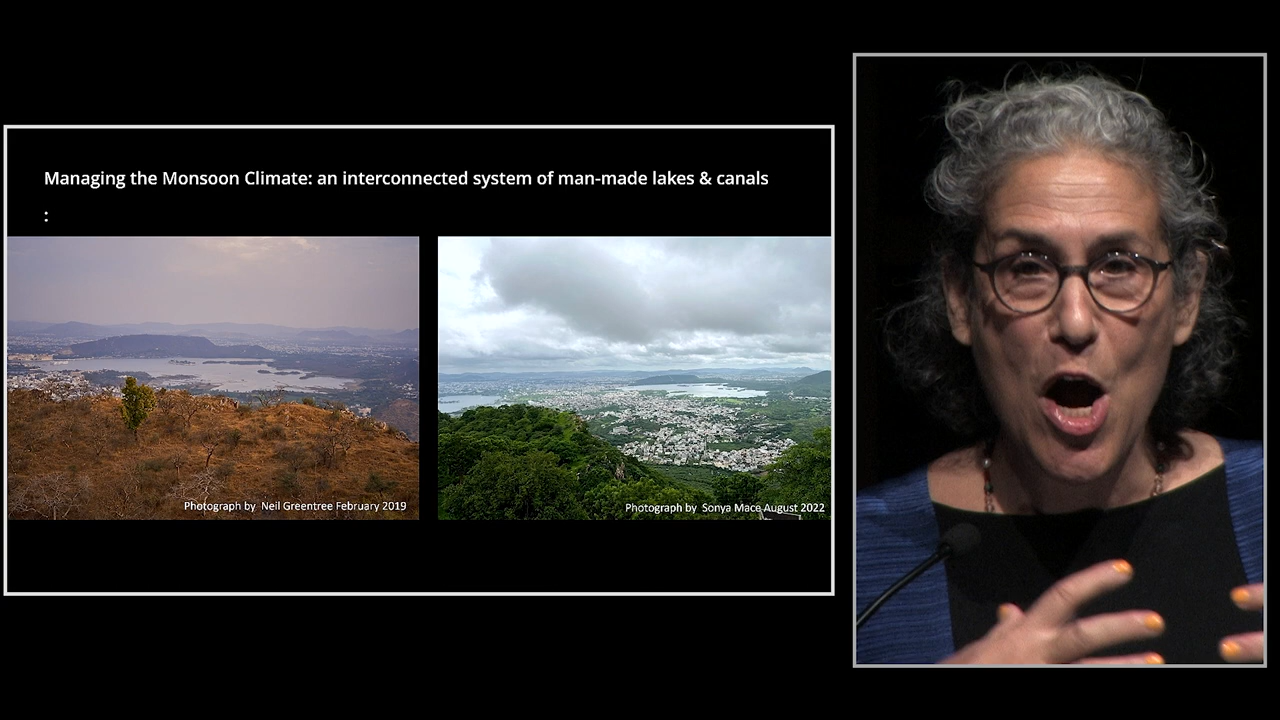 Managing the Monsoon Climate: an interconnected system of man-made lakes & canals
:
Photograph by Neil Greentree February 2019
Photograph by Sonya Mace August 2022